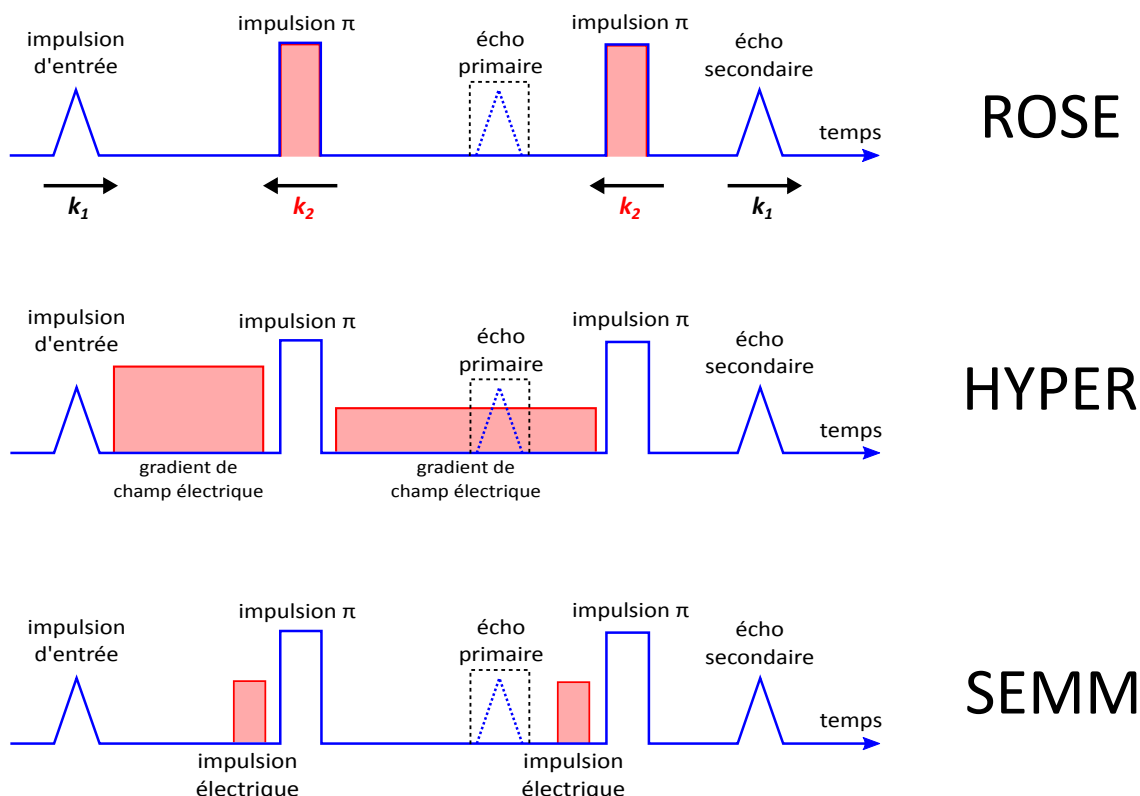 impulsion π
impulsion
d'entrée
écho
primaire
impulsion π
écho
secondaire
temps
ROSE
k1
k2
k2
k1
impulsion
d'entrée
impulsion π
écho
primaire
impulsion π
écho
secondaire
temps
HYPER
gradient de
champ électrique
gradient de
champ électrique
impulsion
d'entrée
impulsion π
écho
primaire
impulsion π
écho
secondaire
temps
SEMM
impulsion
électrique
impulsion
électrique